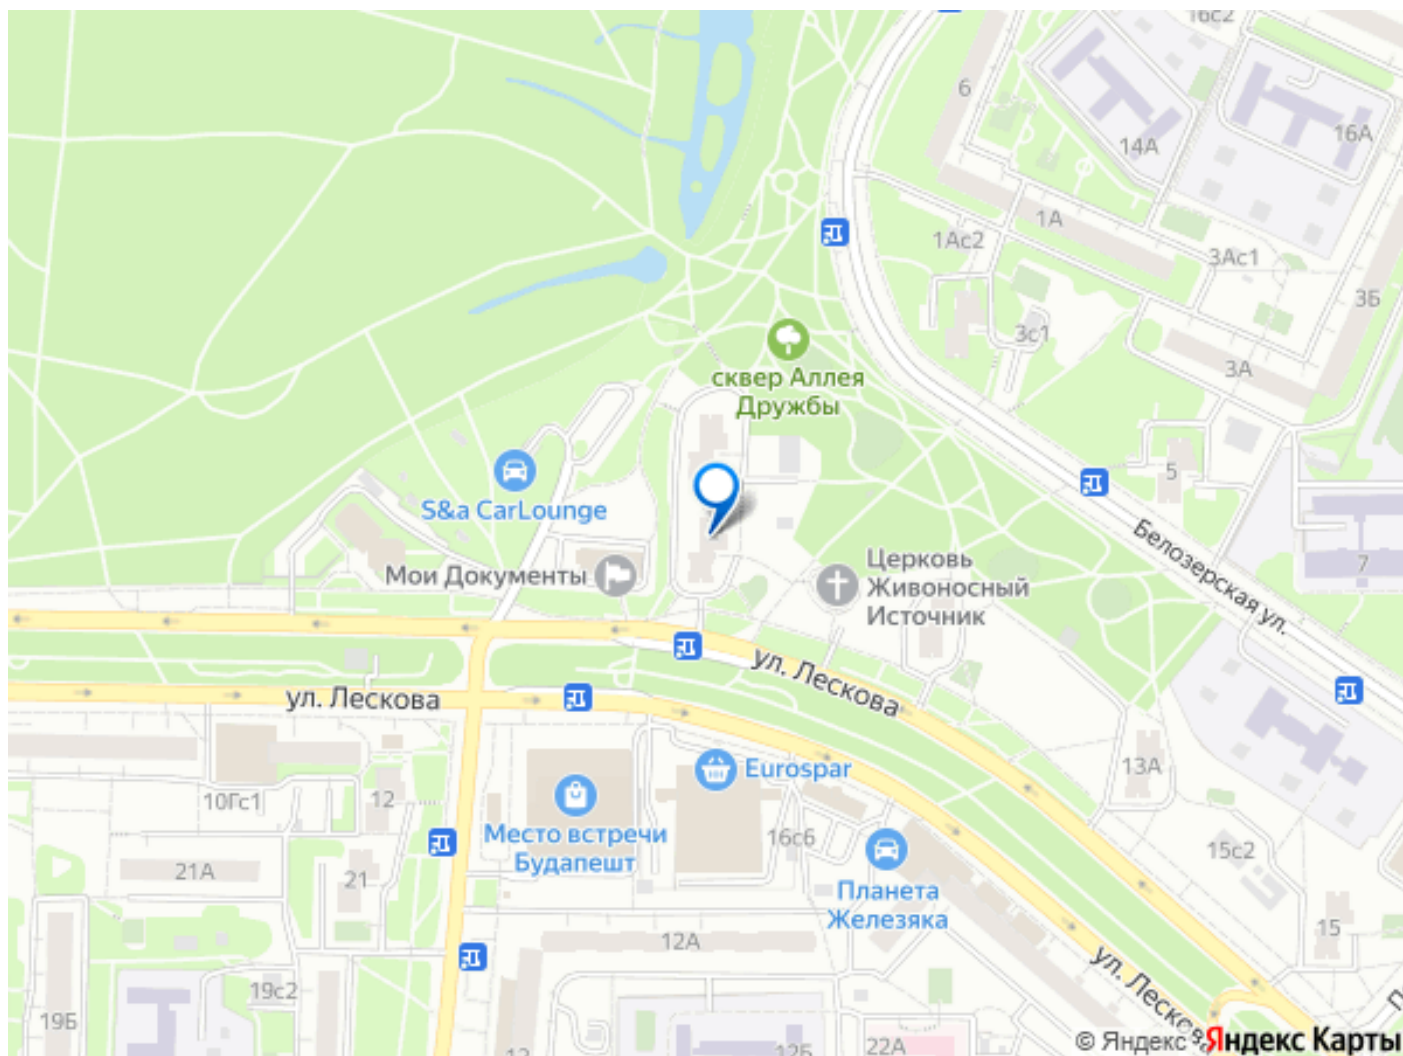 16с2
6
14А
16А
1А
1Ас2
3Ас1
3Б
3с1
3А
сквер Аллея
Дружбы
5
S&a CarLounge
Белозерская ул.
7
Мои Документы
Церковь
Живоносный
Источник
ул. Лескова
ул. Лескова
13А
Eurospar
10Гс1
12
Место встречи
Будапешт
16с6
15с2
21А
21
Планета
Железяка
12А
15
ул. Лесков
19с2
19Б
12Б
22А
© Яндекс
Яндекс Карты